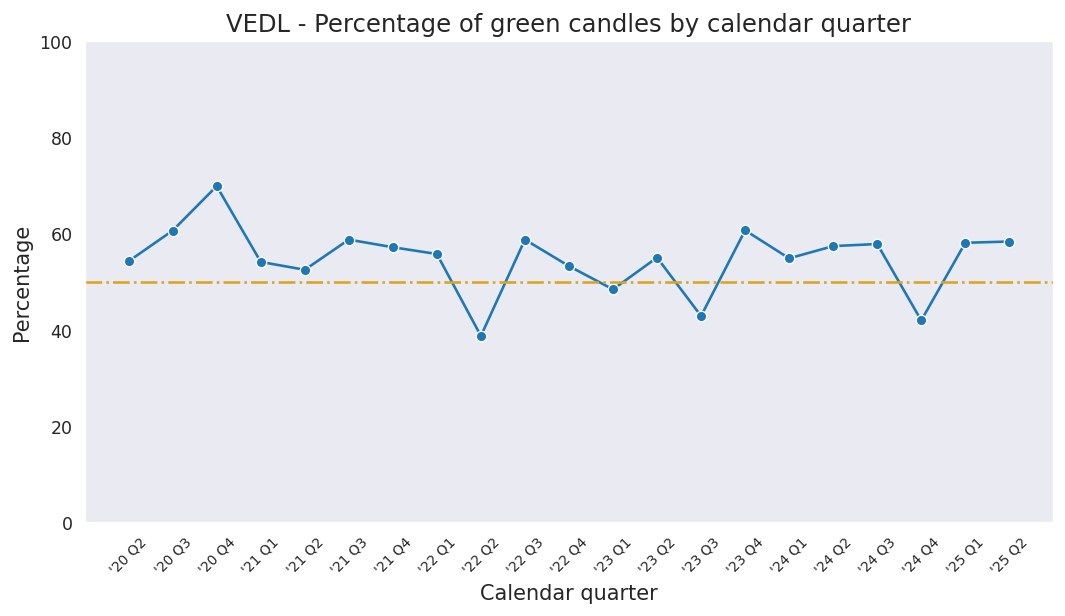 VEDL - Percentage of green candles by calendar quarter
100
80
60
40
20
0
Percentage
'20 Q2
'20 Q3
'20 Q4
'21 Q1
'21 Q2
'21 Q3
'21 Q4
'22 Q1
'22 Q2
'22 Q3
'22 Q4
'23 Q1
'23 Q2
'23 Q3
'23 Q4
'24 Q1
'24 Q2
'24 Q3
'24 Q4
'25 Q1
'25 Q2
Calendar quarter